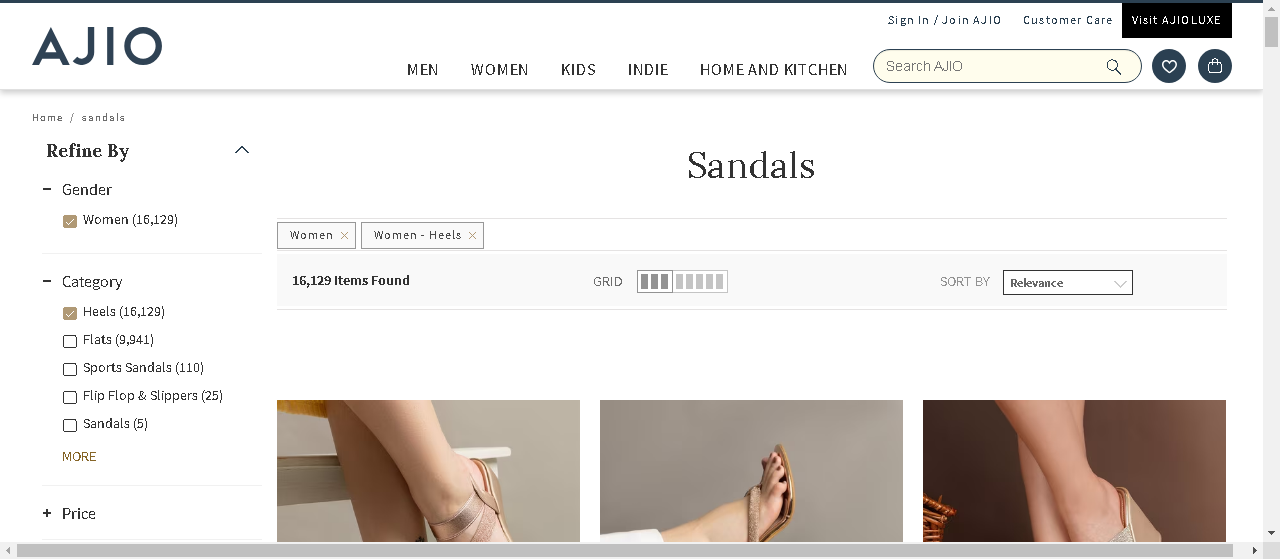 Sign In / Join AJIO
Customer Care
Visit AJIOLUXE
AJIO
MEN
WOMEN
KIDS
INDIE
HOME AND KITCHEN
Search AJIO
Home / sandals
Refine By
Gender
Women (16,129)
Category
Heels (16,129)
Flats (9,941)
Sports Sandals (110)
Flip Flop & Slippers (25)
Sandals (5)
MORE
Price
Sandals
Women
Women - Heels
16,129 Items Found
GRID
SORT BY
Relevance